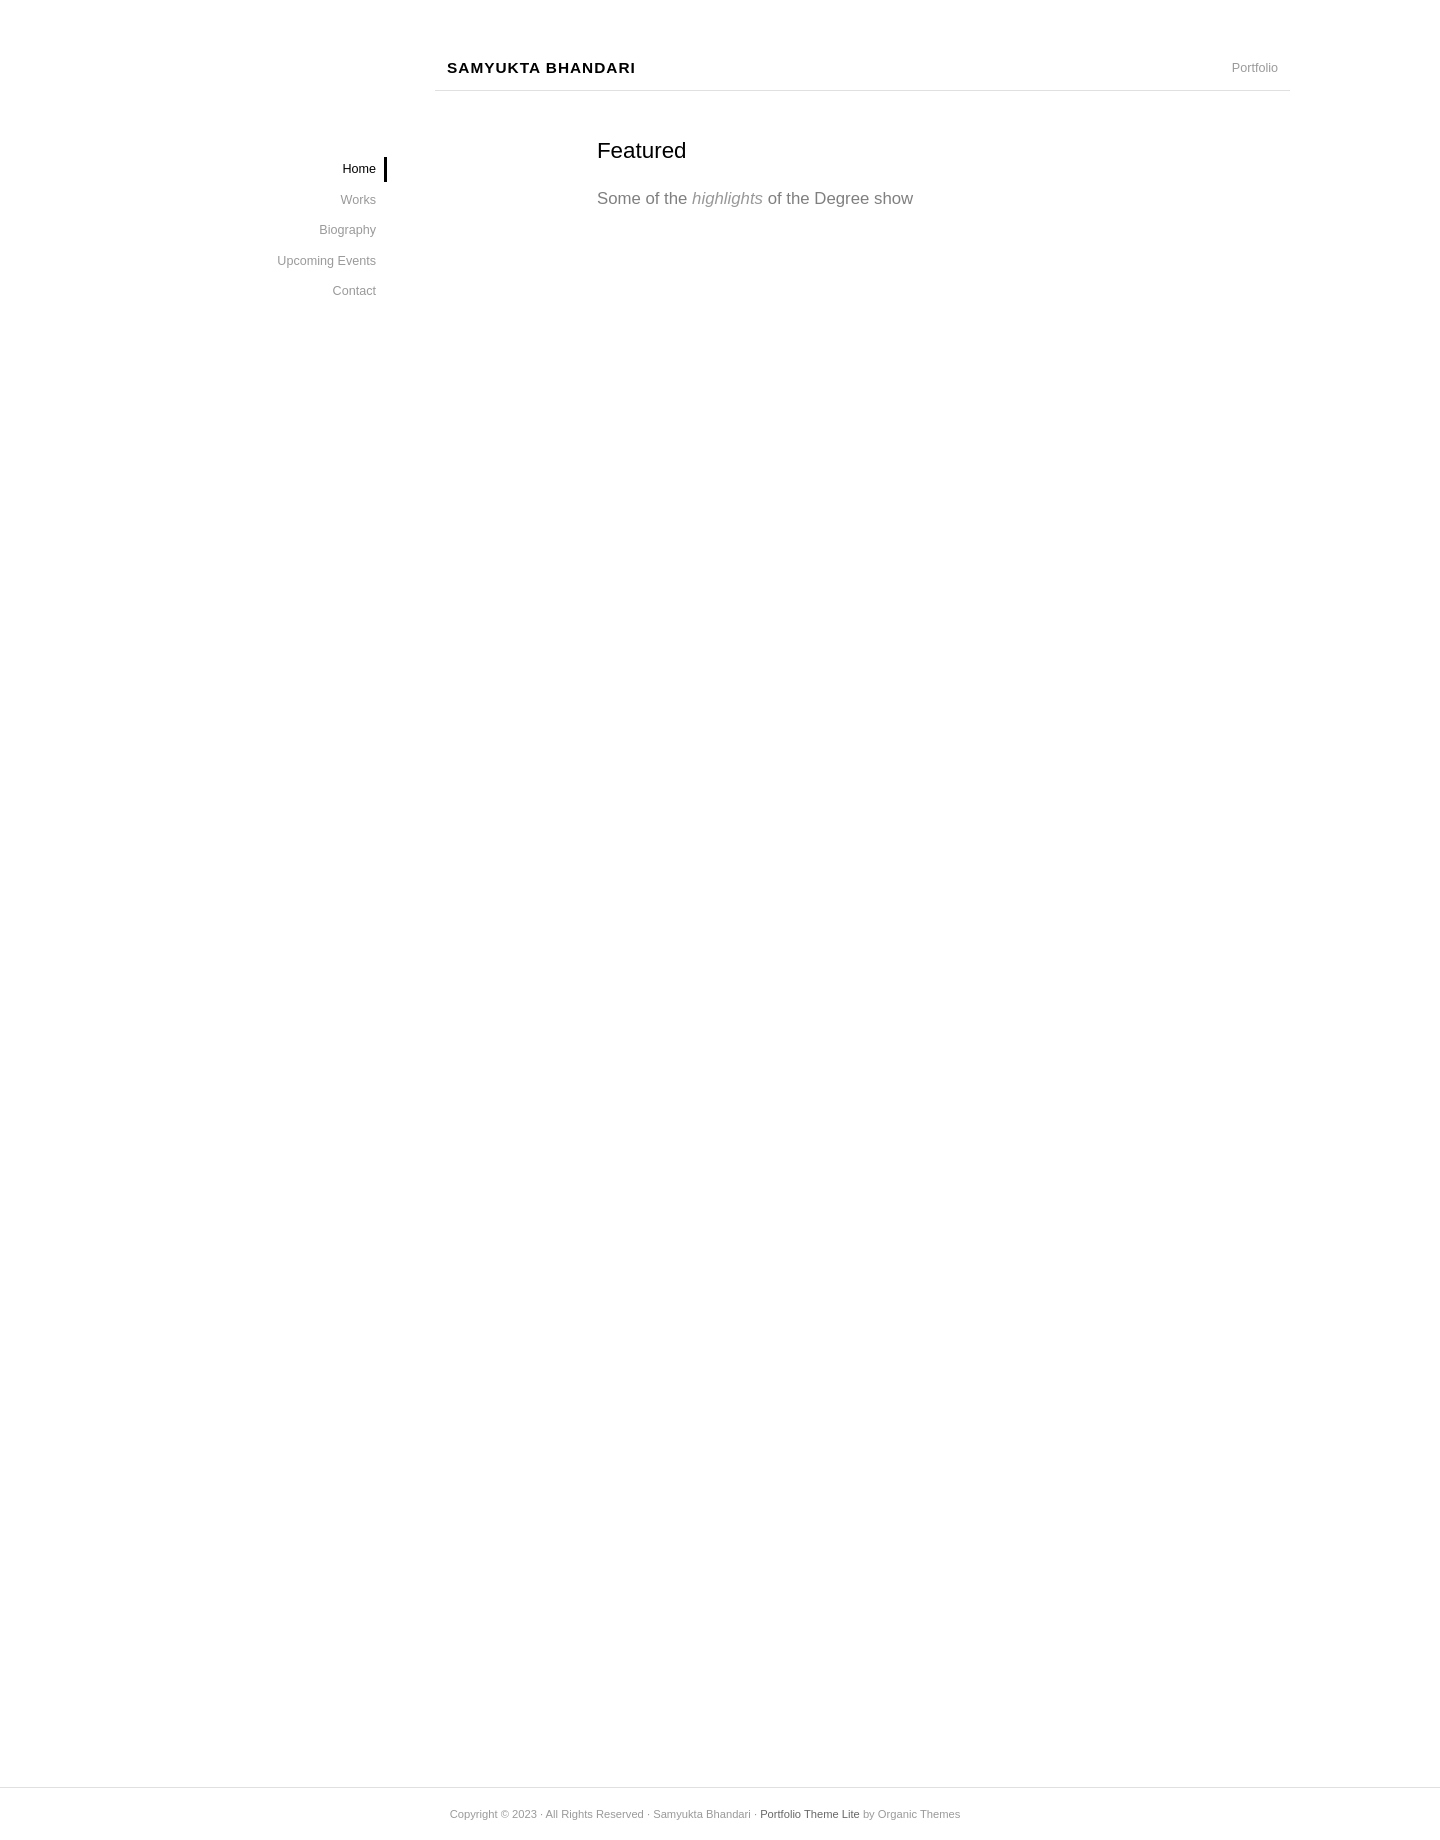 SAMYUKTA BHANDARI
Portfolio
Home
Works
Biography
Upcoming Events
Contact
Featured
Some of the highlights of the Degree show
Copyright © 2023 · All Rights Reserved · Samyukta Bhandari · Portfolio Theme Lite by Organic Themes